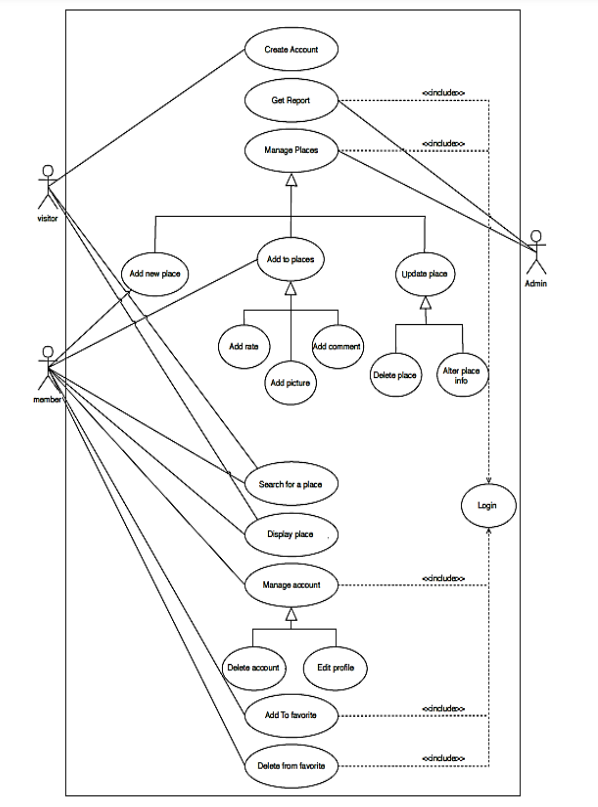 Create Account
Get Report
<<include>>
Manage Places
<<include>>
visitor
Add new place
Add to places
Update place
Admin
Add rate
Add comment
Add picture
Delete place
Alter place
info
member
Search for a place
Login
Display place
Manage account
<<include>>
Delete account
Edit profile
Add To favorite
<<include>>
Delete from favorite
<<include>>